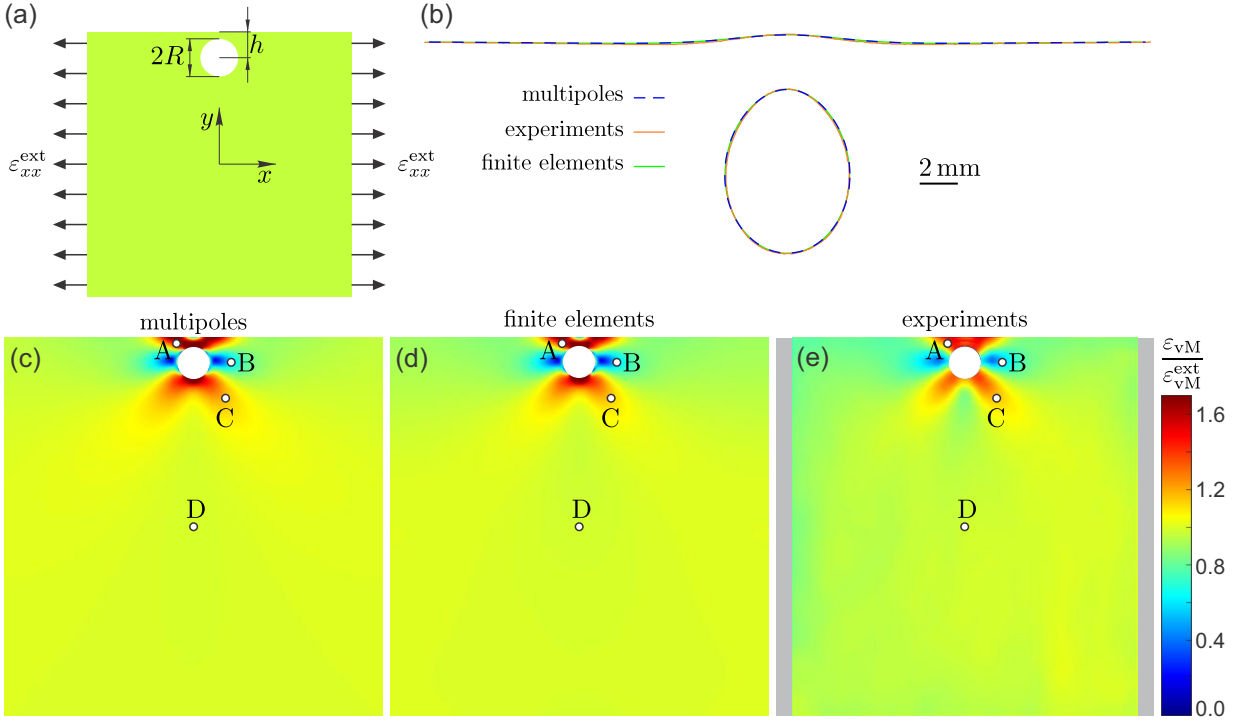 (a)
2R
h
y
x
ε_xx^ext
ε_xx^ext
(b)
multipoles
experiments
finite elements
2 mm
multipoles
finite elements
experiments
(c)
A
B
C
D
(d)
A
B
C
D
(e)
A
B
C
D
ε_vM
ε_vM^ext
1.6
1.2
0.8
0.4
0.0